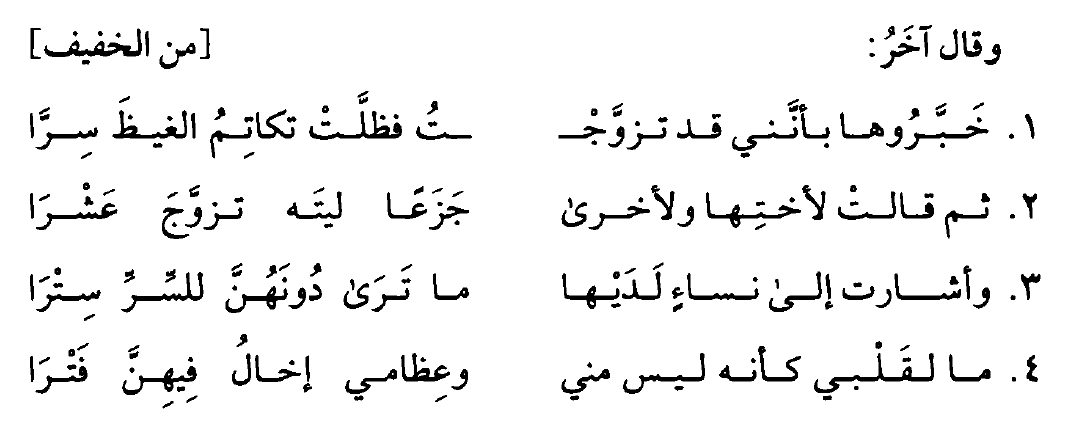 وقال آخَرُ: [من الخفيف]
١. خَبَّرُوها بأنَّني قد تزوَّجْـ ـتُ فظلَّتْ تكاتِمُ الغيظَ سِرًّا
٢. ثم قالتْ لأختِها ولأخرىٰ جَزَعًا ليتَه تزوَّجَ عَشْرَا
٣. وأشارت إلىٰ نساءٍ لَدَيْها ما تَرَىٰ دُونَهُنَّ للسِّرِّ سِتْرَا
٤. ما لقَلْبي كأنه ليس مني وعِظامي إخالُ فِيهِنَّ فَتْرَا